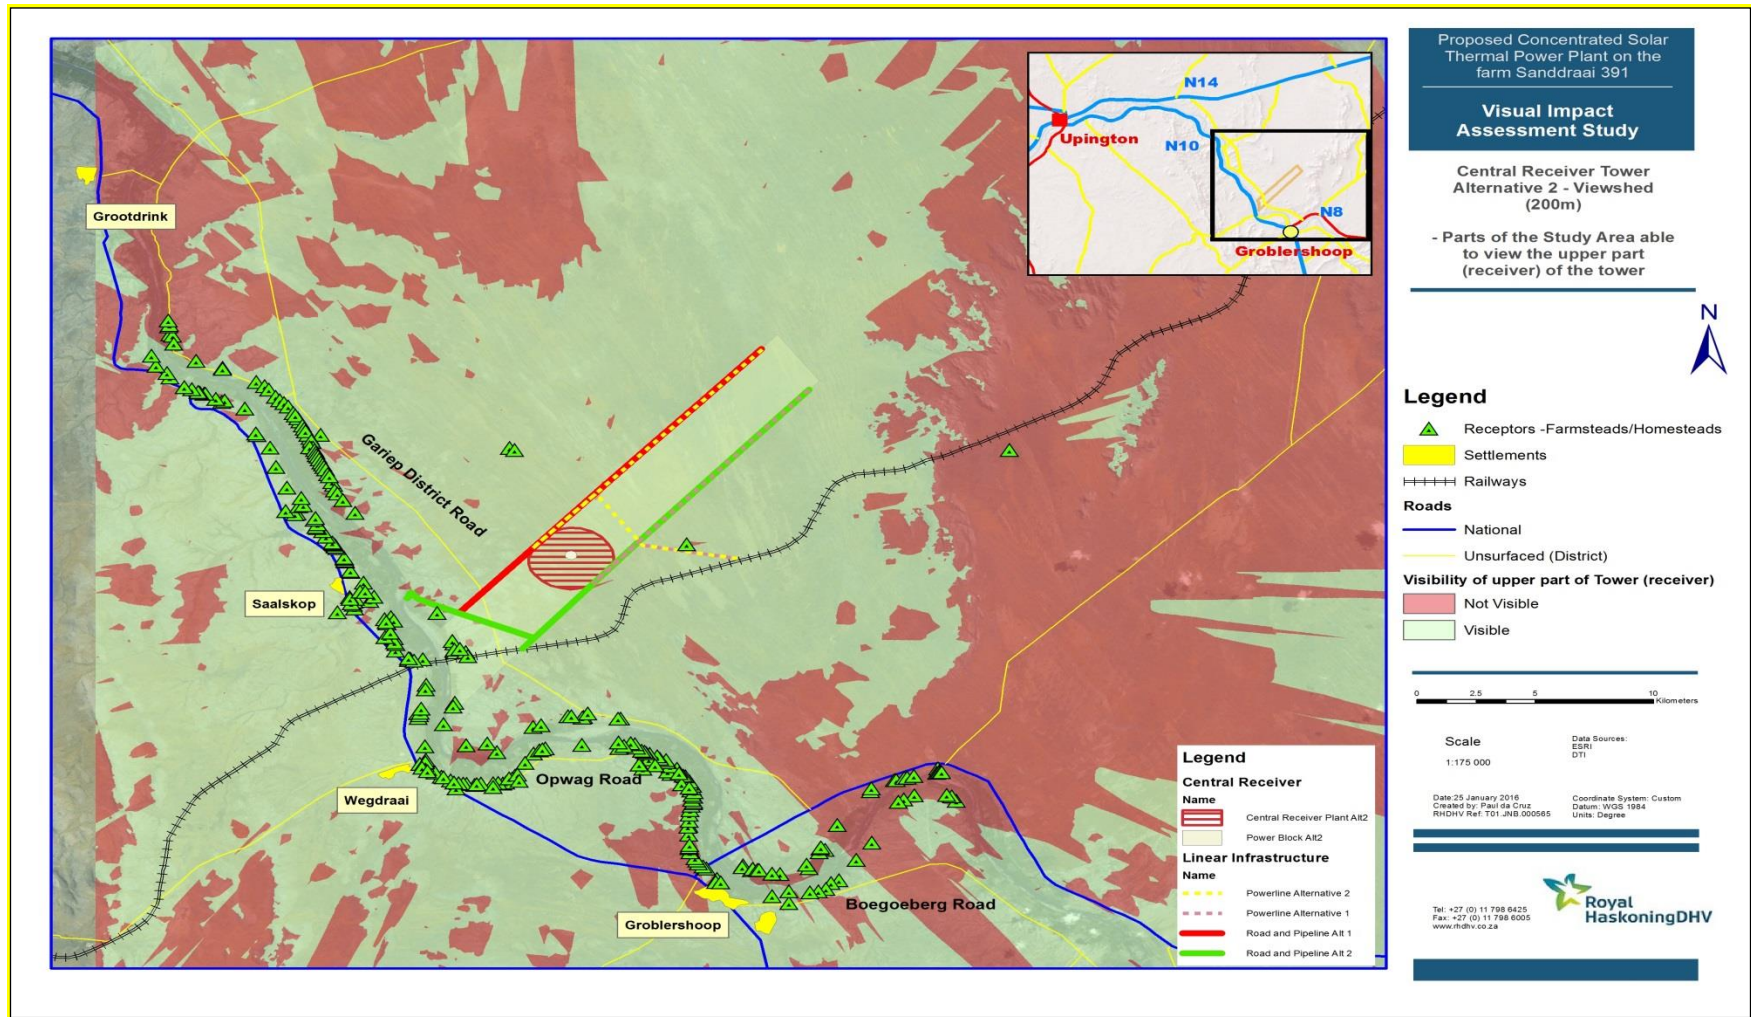 Proposed Concentrated Solar
Thermal Power Plant on the
farm Sanddraai 391
Visual Impact
Assessment Study
Central Receiver Tower
Alternative 2 - Viewshed
(200m)
- Parts of the Study Area able
to view the upper part
(receiver) of the tower
N
Legend
Receptors -Farmsteads/Homesteads
Settlements
Railways
Roads
National
Unsurfaced (District)
Visibility of upper part of Tower (receiver)
Not Visible
Visible
0 2.5 5 10
Kilometers
Scale
1:175 000
Data Sources:
ESRI
DTI
Date:25 January 2016
Created by: Paul da Cruz
RHDHV Ref: T01.JNB.000565
Coordinate System: Custom
Datum: WGS 1984
Units: Degree
Tel: +27 (0) 11 798 6425
Fax: +27 (0) 11 798 6005
www.rhdhv.co.za
Royal
HaskoningDHV
N14
Upington
N10
N8
Groblershoop
Grootdrink
Gariep District Road
Saalskop
Opwag Road
Wegdraai
Boegoeberg Road
Groblershoop
Legend
Central Receiver
Name
Central Receiver Plant Alt2
Power Block Alt2
Linear Infrastructure
Name
Powerline Alternative 2
Powerline Alternative 1
Road and Pipeline Alt 1
Road and Pipeline Alt 2